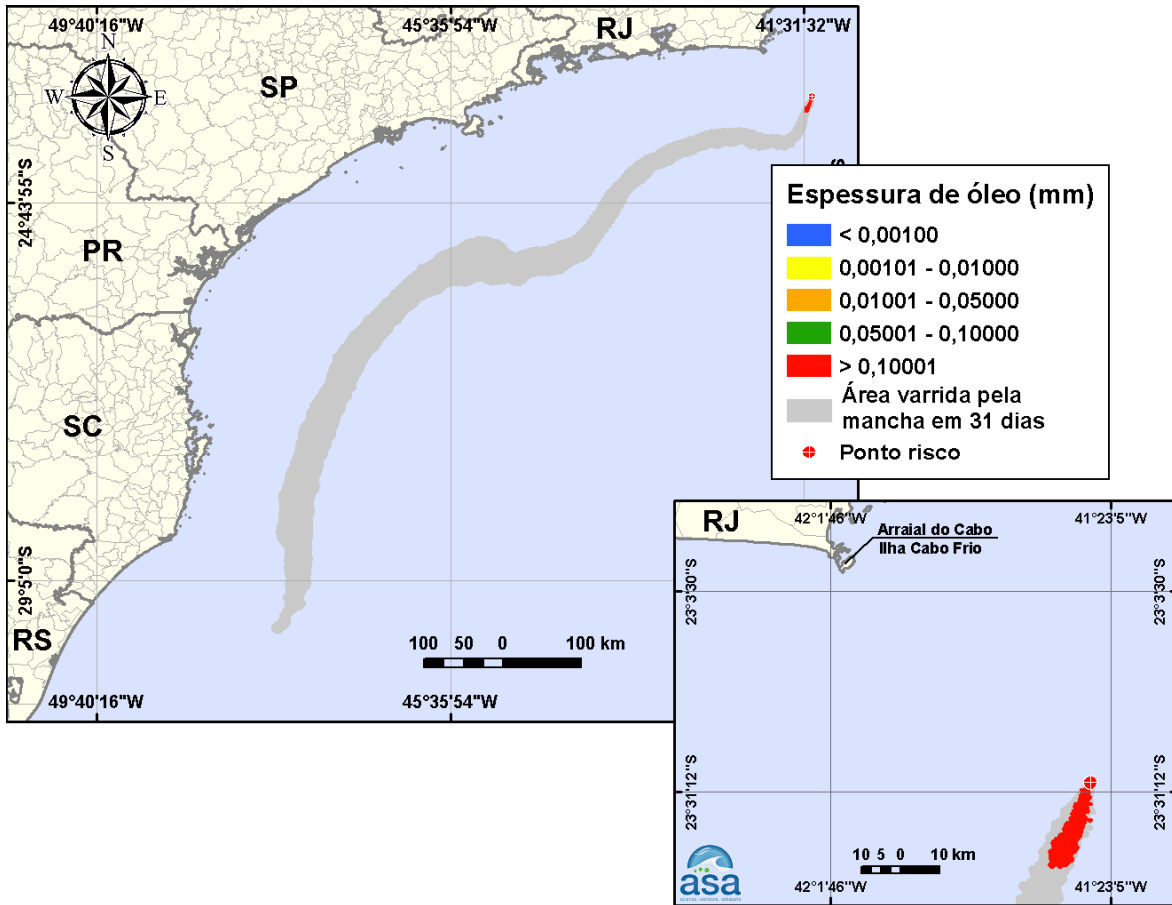 49°40'16"W
45°35'54"W
41°31'32"W
RJ
N
W
E
S
SP
24°43'55"S
S
PR
SC
29°5'0"S
RS
100 50 0 100 km
49°40'16"W
45°35'54"W
Espessura de óleo (mm)
< 0,00100
0,00101 - 0,01000
0,01001 - 0,05000
0,05001 - 0,10000
> 0,10001
Área varrida pela
mancha em 31 dias
Ponto risco
RJ
42°1'46"W
41°23'5"W
Arraial do Cabo
Ilha Cabo Frio
23°3'30"S
23°3'30"S
23°31'12"S
23°31'12"S
10 5 0 10 km
asa
42°1'46"W
41°23'5"W